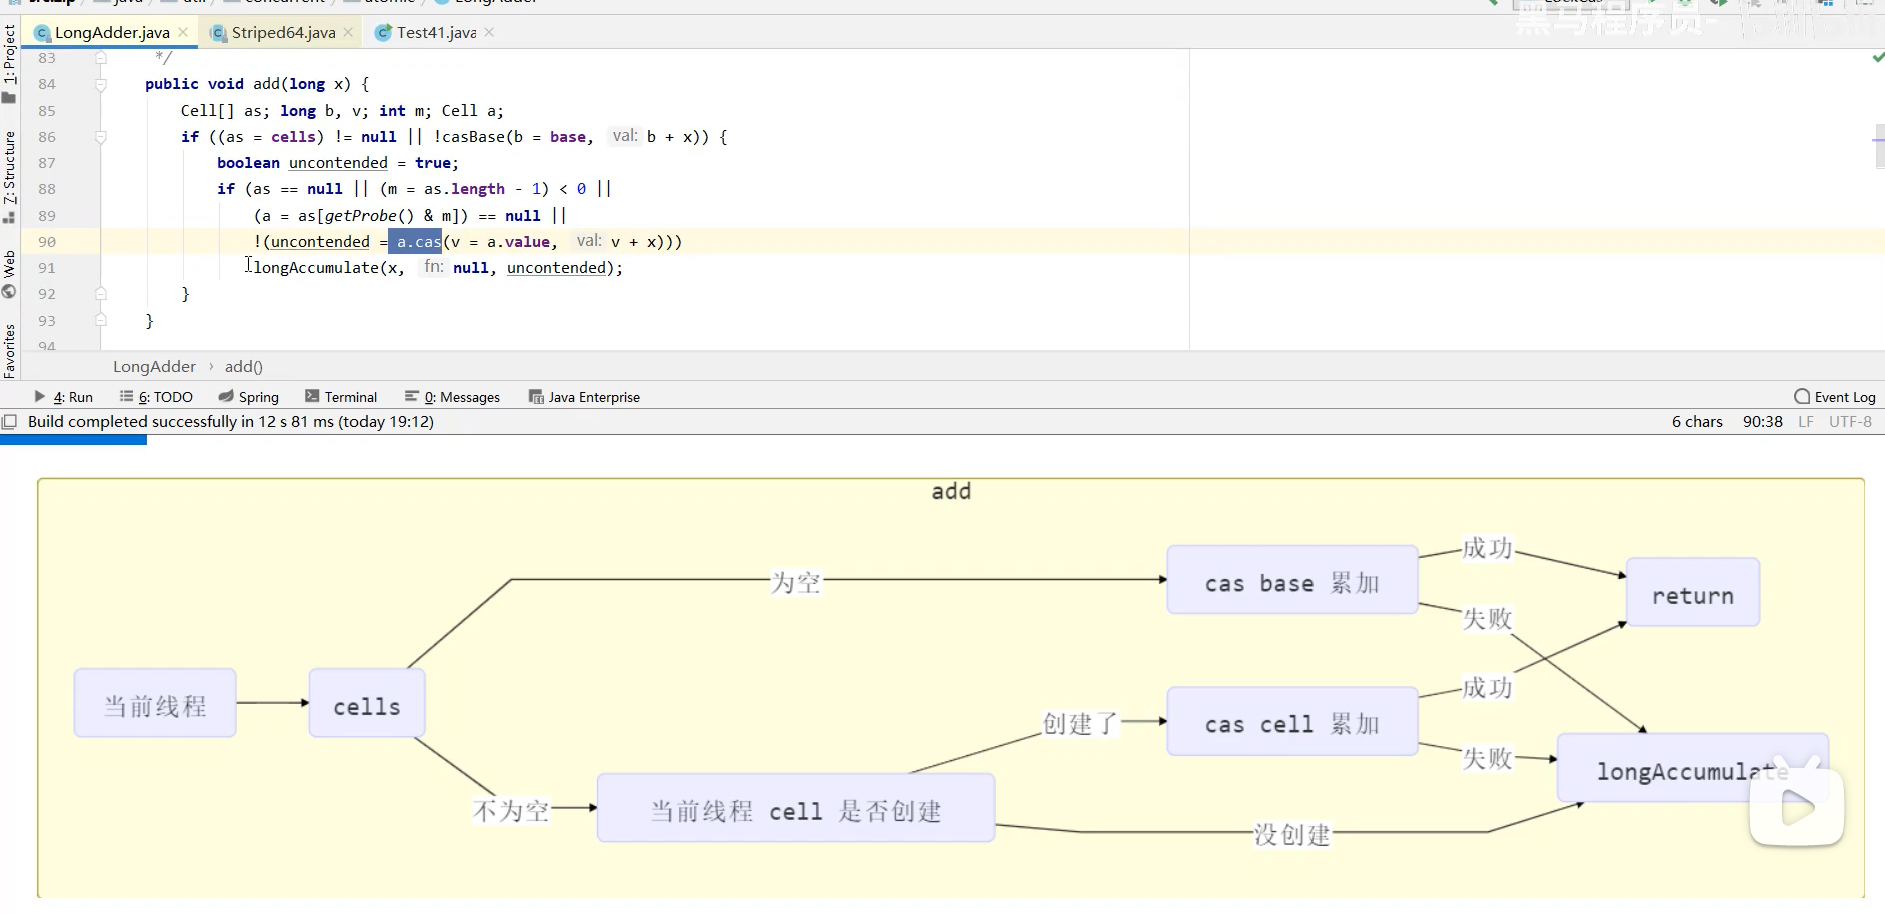 LongAdder.java
Striped64.java
Test41.java
1: Project
Z: Structure
Web
Favorites
83 */
84 public void add(long x) {
85 Cell[] as; long b, v; int m; Cell a;
86 if ((as = cells) != null || !casBase(b = base, val: b + x)) {
87 boolean uncontended = true;
88 if (as == null || (m = as.length - 1) < 0 ||
89 (a = as[getProbe() & m]) == null ||
90 !(uncontended = a.cas(v = a.value, val: v + x)))
91 longAccumulate(x, fn: null, uncontended);
92 }
93 }
94
LongAdder › add()
4: Run 6: TODO Spring Terminal 0: Messages Java Enterprise Event Log
Build completed successfully in 12 s 81 ms (today 19:12) 6 chars 90:38 LF UTF-8
add
当前线程
cells
为空
不为空
当前线程 cell 是否创建
创建了
没创建
cas base 累加
cas cell 累加
成功
失败
成功
失败
return
longAccumulate